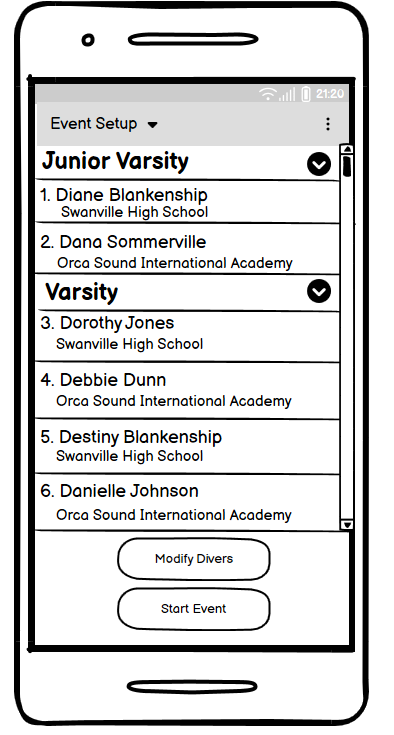 21:20
Event Setup
Junior Varsity
1. Diane Blankenship
Swanville High School
2. Dana Sommerville
Orca Sound International Academy
Varsity
3. Dorothy Jones
Swanville High School
4. Debbie Dunn
Orca Sound International Academy
5. Destiny Blankenship
Swanville High School
6. Danielle Johnson
Orca Sound International Academy
Modify Divers
Start Event